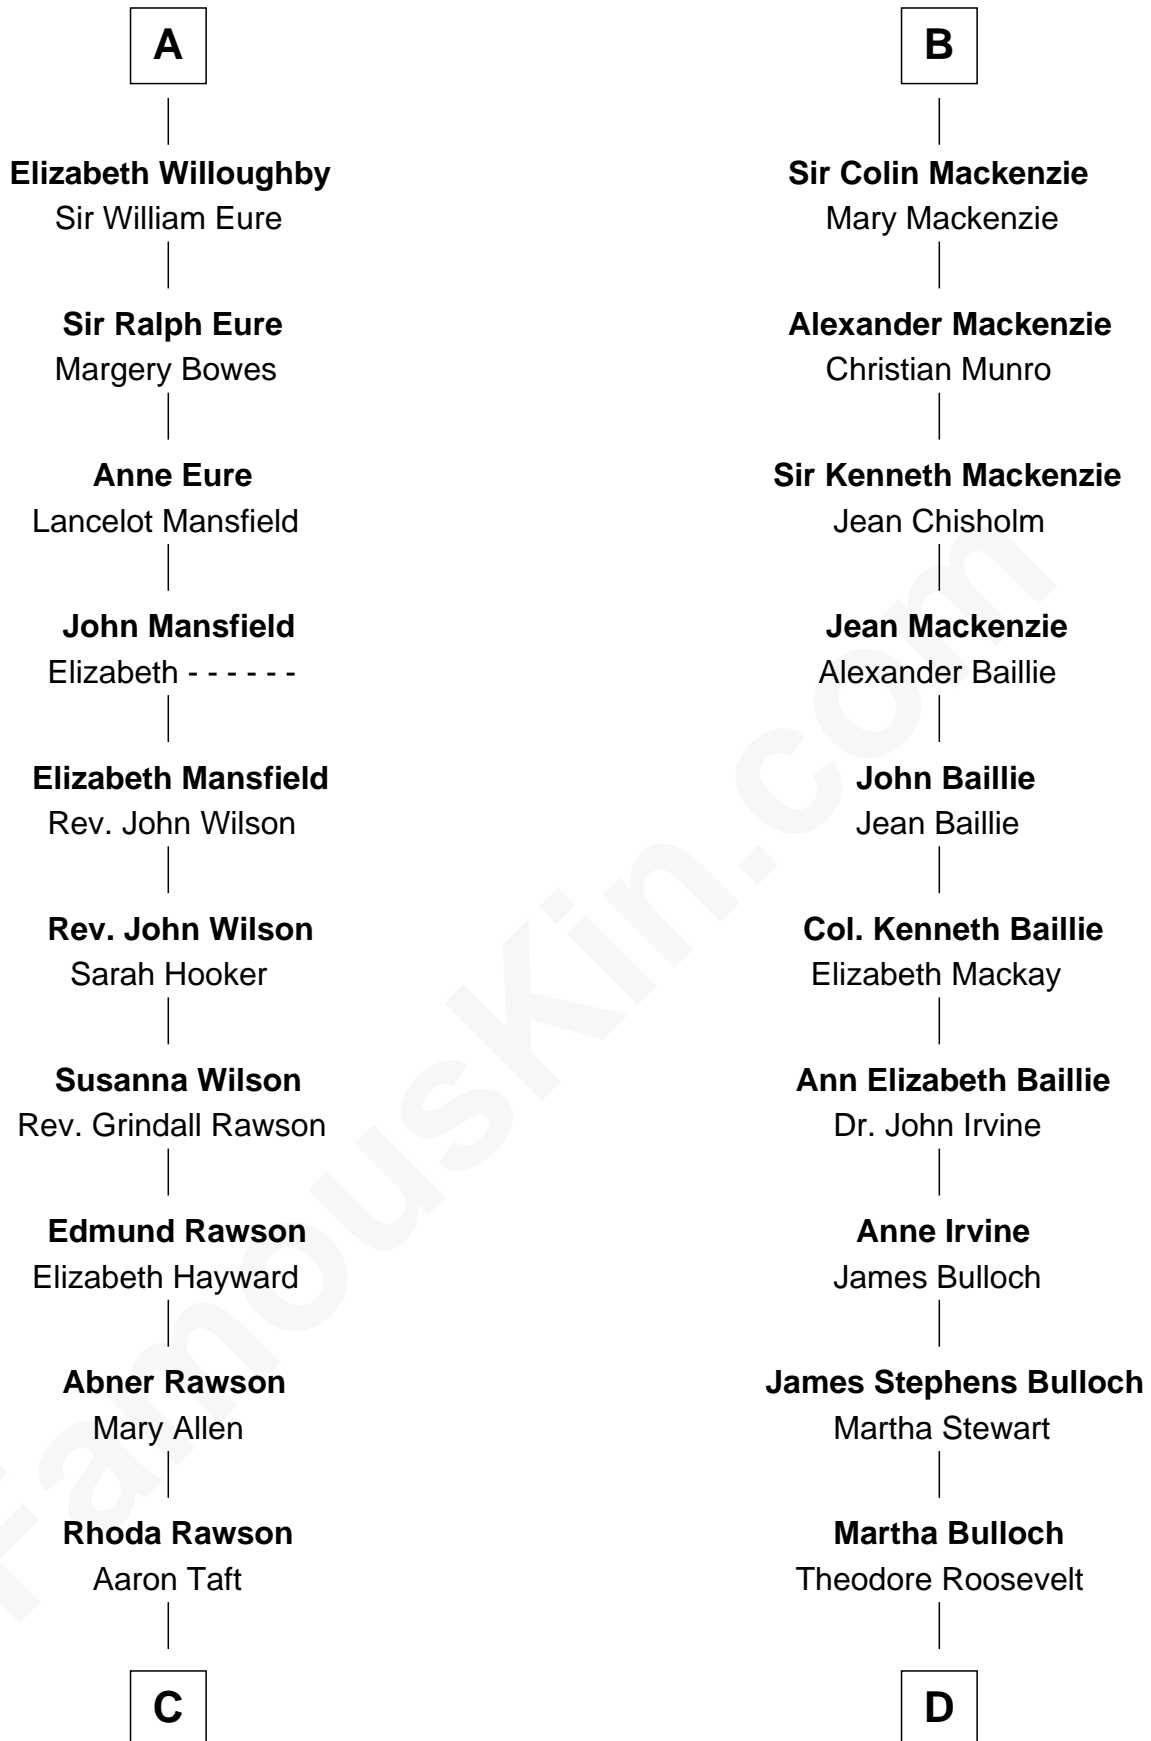 A
Elizabeth Willoughby
Sir William Eure
Sir Ralph Eure
Margery Bowes
Anne Eure
Lancelot Mansfield
John Mansfield
Elizabeth - - - - - -
Elizabeth Mansfield
Rev. John Wilson
Rev. John Wilson
Sarah Hooker
Susanna Wilson
Rev. Grindall Rawson
Edmund Rawson
Elizabeth Hayward
Abner Rawson
Mary Allen
Rhoda Rawson
Aaron Taft
C
B
Sir Colin Mackenzie
Mary Mackenzie
Alexander Mackenzie
Christian Munro
Sir Kenneth Mackenzie
Jean Chisholm
Jean Mackenzie
Alexander Baillie
John Baillie
Jean Baillie
Col. Kenneth Baillie
Elizabeth Mackay
Ann Elizabeth Baillie
Dr. John Irvine
Anne Irvine
James Bulloch
James Stephens Bulloch
Martha Stewart
Martha Bulloch
Theodore Roosevelt
D
FamousKin.com